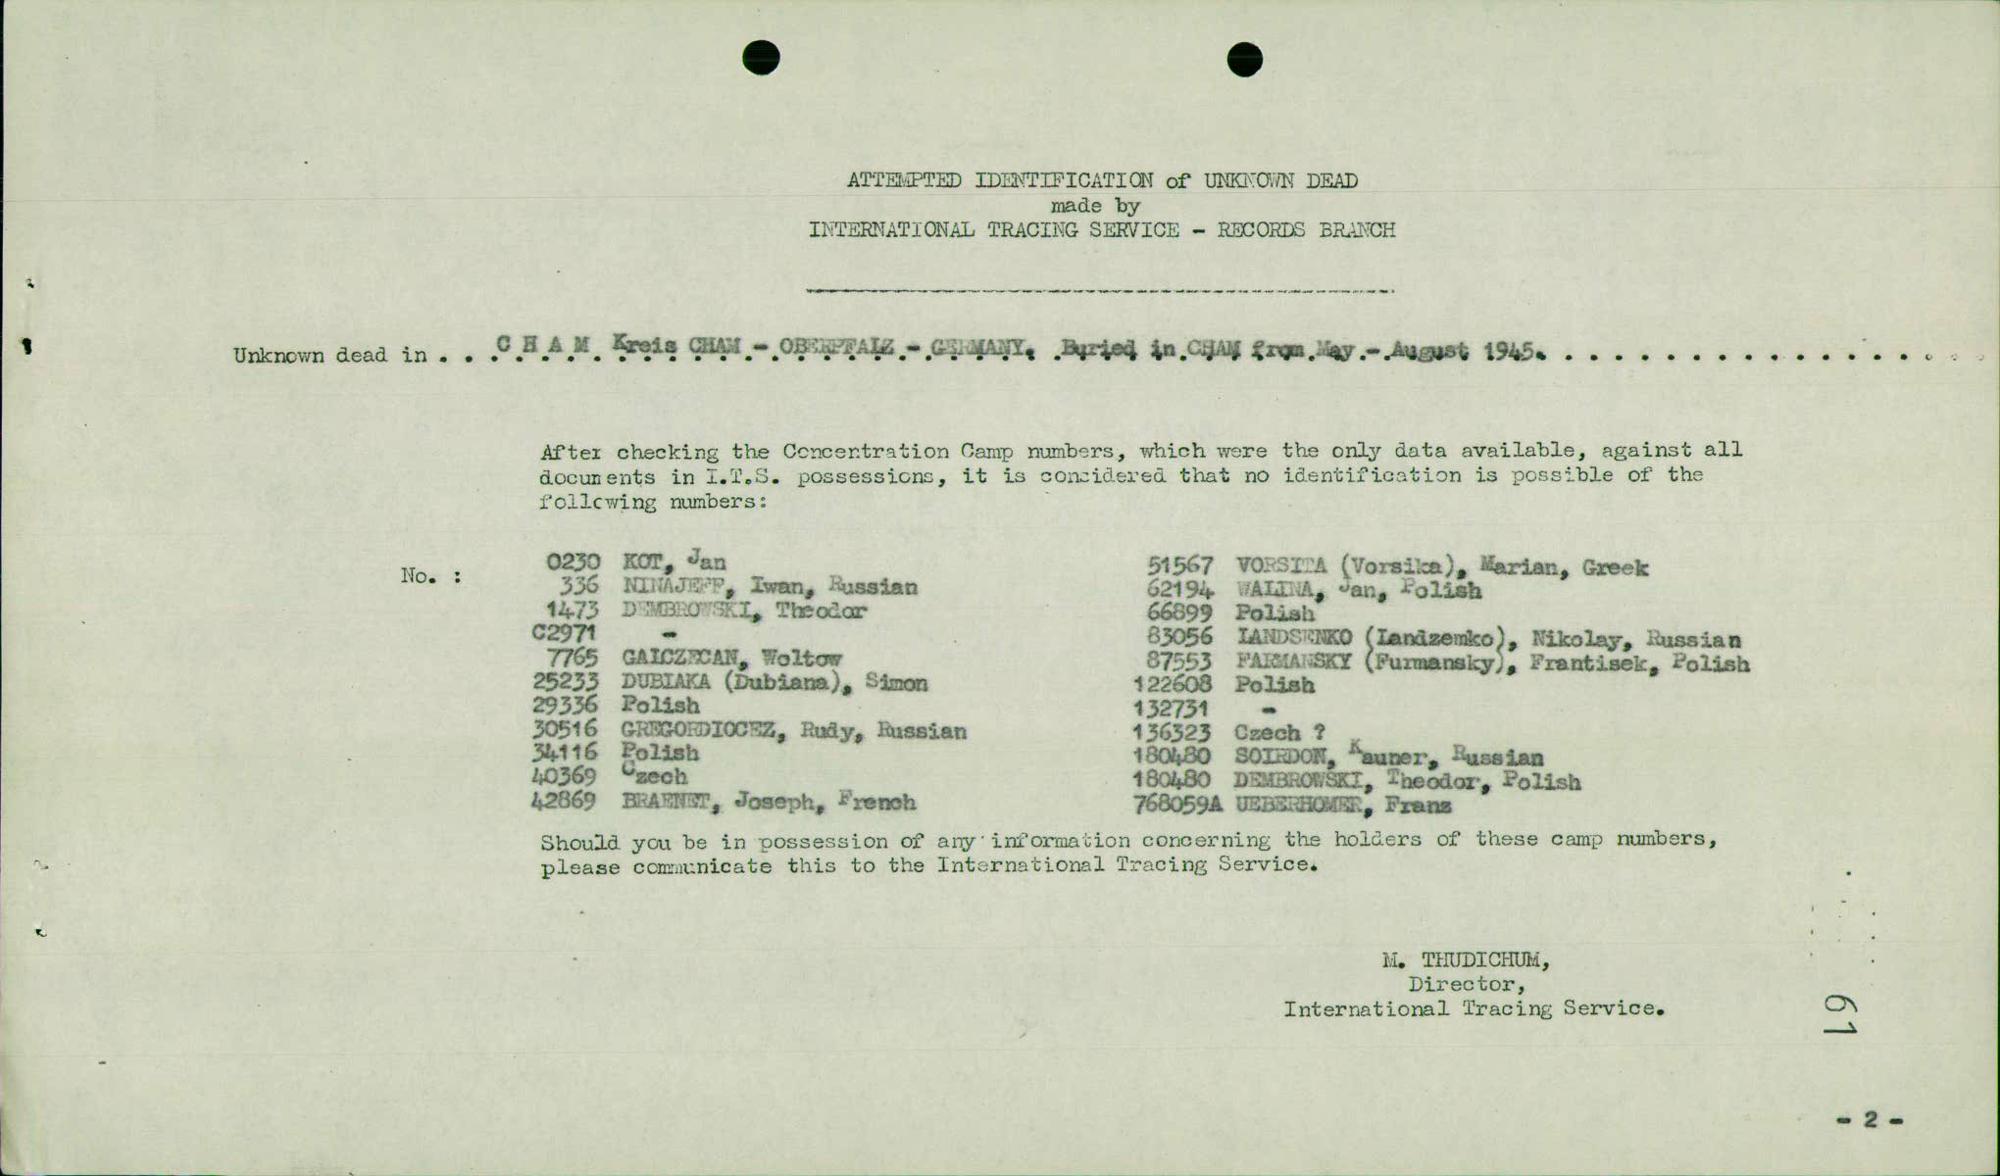 ATTEMPTED IDENTIFICATION of UNKNOWN DEAD
made by
INTERNATIONAL TRACING SERVICE - RECORDS BRANCH
Unknown dead in . . C H A M. Kreis CHAM - OBERPFALZ - GERMANY. Buried in CHAM from May - August 1945. . . . . . . . . . . . . . . . . .
After checking the Concentration Camp numbers, which were the only data available, against all
documents in I.T.S. possessions, it is considered that no identification is possible of the
following numbers:
No. :
0230 KOT, Jan
336 NINAJEFF, Iwan, Russian
1473 DEMBROWSKI, Theodor
C2971 -
7765 GAICZECAN, Woltow
25233 DUBIAKA (Dubiana), Simon
29336 Polish
30516 GREGORDIOCEZ, Rudy, Russian
34116 Polish
40369 Czech
42869 BRAENET, Joseph, French
51567 VORSITA (Vorsika), Marian, Greek
62194 WALINA, Jan, Polish
66899 Polish
83056 LANDSENKO (Landzemko), Nikolay, Russian
87553 FARMANSKY (Furmansky), Frantisek, Polish
122608 Polish
132731 -
136323 Czech ?
180480 SOIRDON, Kauner, Russian
180480 DEMBROWSKI, Theodor, Polish
768059A UEBERHOMER, Franz
Should you be in possession of any information concerning the holders of these camp numbers,
please communicate this to the International Tracing Service.
M. THUDICHUM,
Director,
International Tracing Service.
61
- 2 -